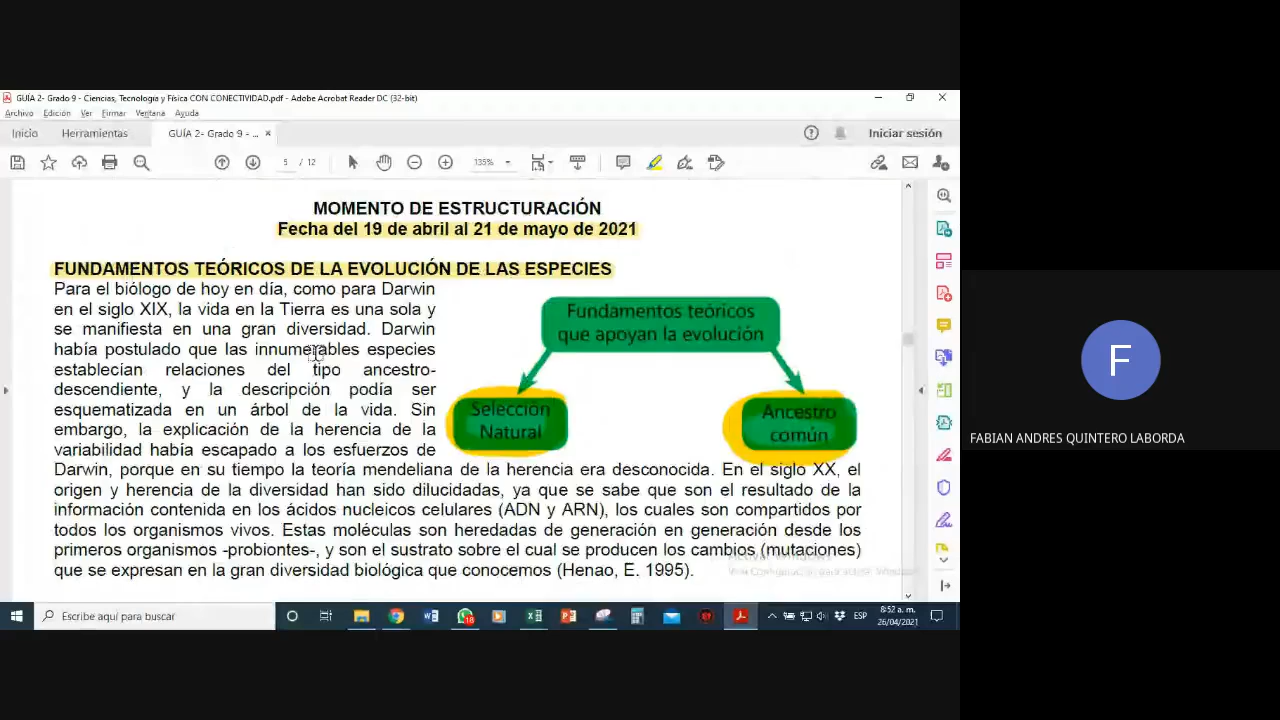 GUÍA 2- Grado 9 - Ciencias, Tecnología y Física CON CONECTIVIDAD.pdf - Adobe Acrobat Reader DC (32-bit)
Archivo Edición Ver Firmar Ventana Ayuda
Inicio Herramientas GUÍA 2- Grado 9 - ... × Iniciar sesión
5 / 12 135%
MOMENTO DE ESTRUCTURACIÓN
Fecha del 19 de abril al 21 de mayo de 2021
FUNDAMENTOS TEÓRICOS DE LA EVOLUCIÓN DE LAS ESPECIES
Para el biólogo de hoy en día, como para Darwin
en el siglo XIX, la vida en la Tierra es una sola y
se manifiesta en una gran diversidad. Darwin
había postulado que las innumerables especies
establecían relaciones del tipo ancestro-
descendiente, y la descripción podía ser
esquematizada en un árbol de la vida. Sin
embargo, la explicación de la herencia de la
variabilidad había escapado a los esfuerzos de
Darwin, porque en su tiempo la teoría mendeliana de la herencia era desconocida. En el siglo XX, el
origen y herencia de la diversidad han sido dilucidadas, ya que se sabe que son el resultado de la
información contenida en los ácidos nucleicos celulares (ADN y ARN), los cuales son compartidos por
todos los organismos vivos. Estas moléculas son heredadas de generación en generación desde los
primeros organismos -probiontes-, y son el sustrato sobre el cual se producen los cambios (mutaciones)
que se expresan en la gran diversidad biológica que conocemos (Henao, E. 1995).
Fundamentos teóricos
que apoyan la evolución
Selección
Natural
Ancestro
común
Escribe aquí para buscar
18
ESP
8:52 a. m.
26/04/2021
F
FABIAN ANDRES QUINTERO LABORDA